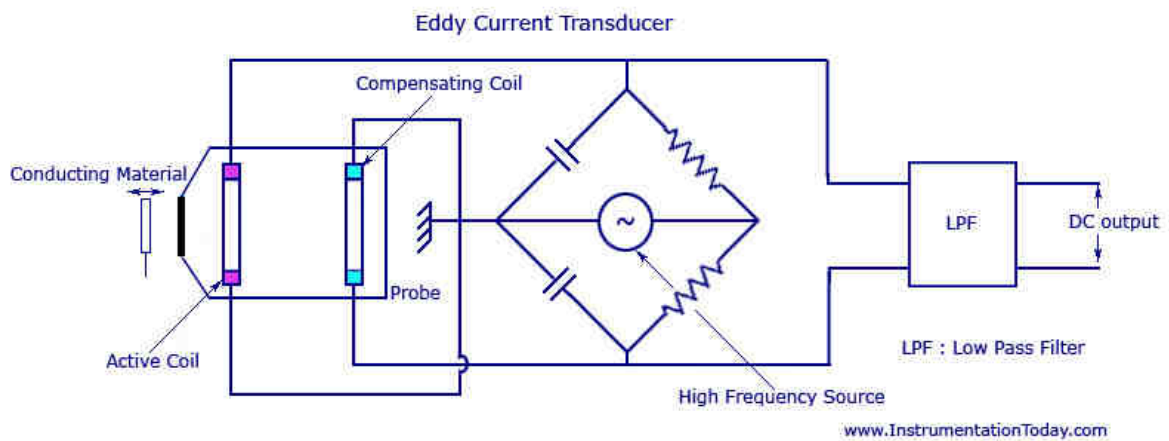 Eddy Current Transducer
Compensating Coil
Conducting Material
~
LPF
DC output
Probe
Active Coil
LPF : Low Pass Filter
High Frequency Source
www.InstrumentationToday.com